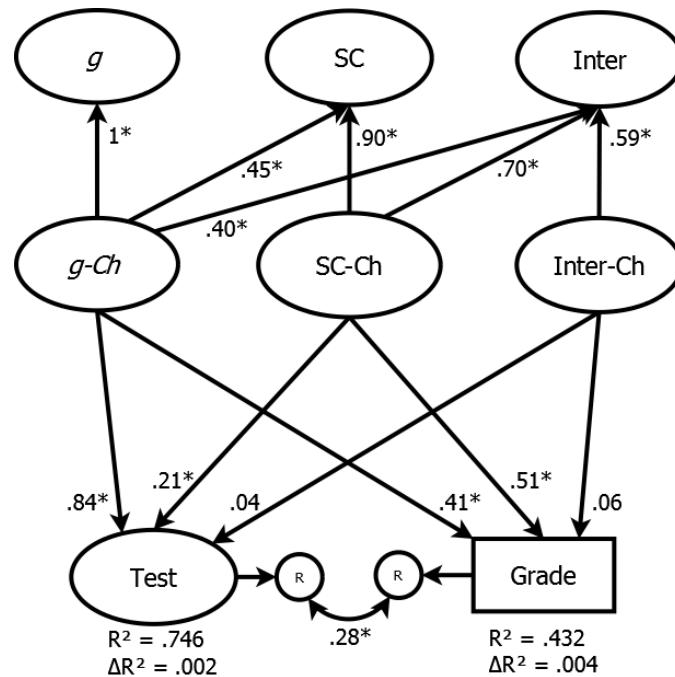 g
SC
Inter
1*
.45*
.90*
.70*
.59*
.40*
g-Ch
SC-Ch
Inter-Ch
.84*
.21*
.04
.41*
.51*
.06
Test
R
R
Grade
.28*
R² = .746
ΔR² = .002
R² = .432
ΔR² = .004